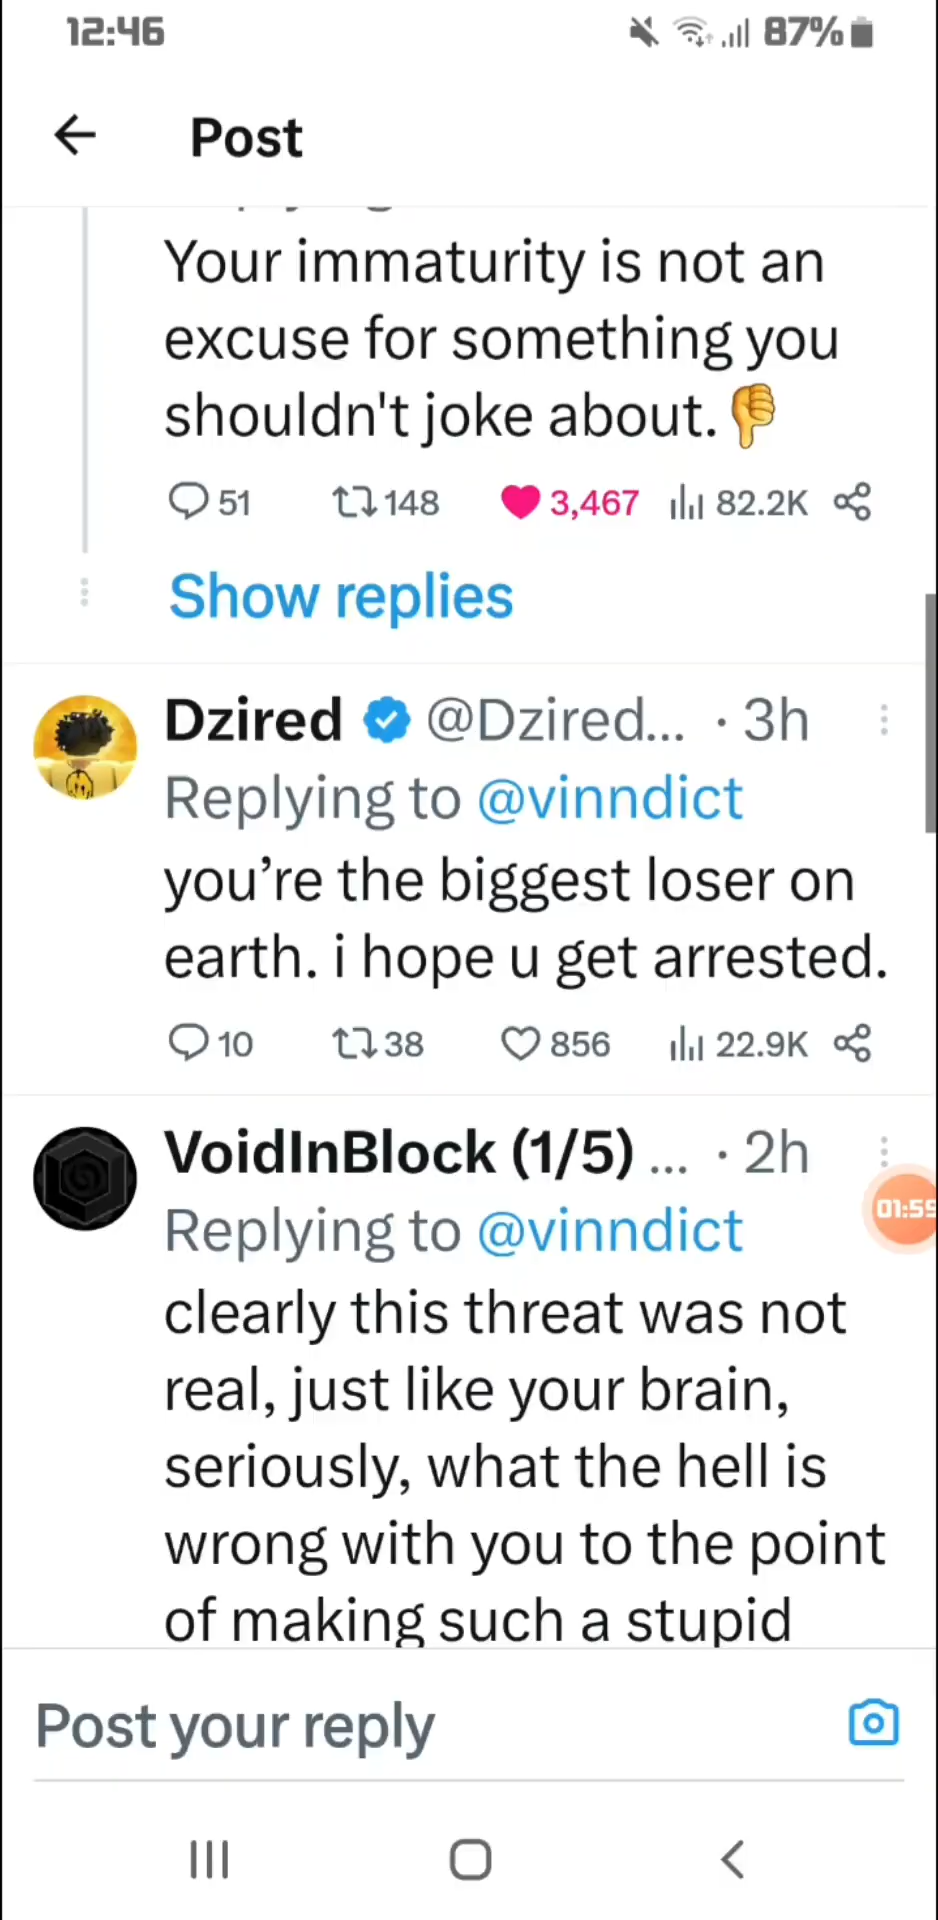 12:46
87%
Post
Your immaturity is not an
excuse for something you
shouldn't joke about.👎
51 148 3,467 82.2K
Show replies
Dzired @Dzired... · 3h
Replying to @vinndict
you’re the biggest loser on
earth. i hope u get arrested.
10 38 856 22.9K
VoidInBlock (1/5) ... · 2h
01:59
Replying to @vinndict
clearly this threat was not
real, just like your brain,
seriously, what the hell is
wrong with you to the point
of making such a stupid
Post your reply